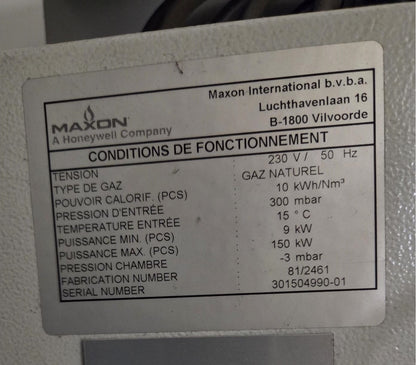 MAXON
A Honeywell Company
Maxon International b.v.b.a.
Luchthavenlaan 16
B-1800 Vilvoorde
CONDITIONS DE FONCTIONNEMENT
TENSION 230 V / 50 Hz
TYPE DE GAZ GAZ NATUREL
POUVOIR CALORIF. (PCS) 10 kWh/Nm³
PRESSION D'ENTRÉE 300 mbar
TEMPERATURE ENTRÉE 15 ° C
PUISSANCE MIN. (PCS) 9 kW
PUISSANCE MAX. (PCS) 150 kW
PRESSION CHAMBRE -3 mbar
FABRICATION NUMBER 81/2461
SERIAL NUMBER 301504990-01